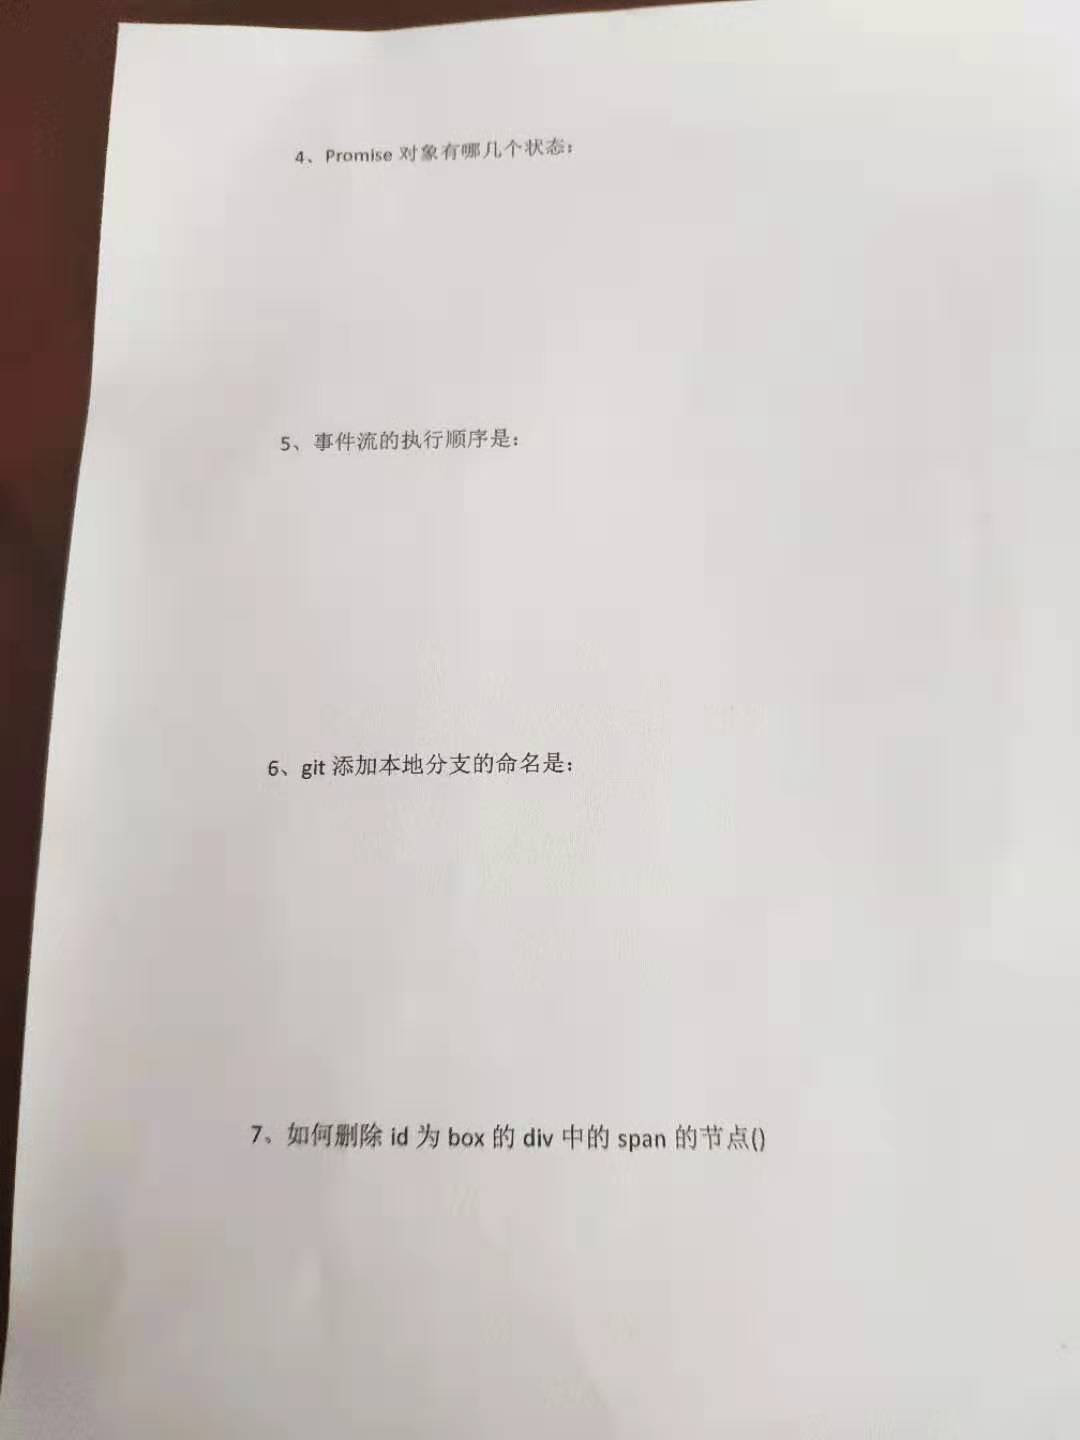 4、Promise 对象有哪几个状态：
5、事件流的执行顺序是：
6、git 添加本地分支的命名是：
7、如何删除 id 为 box 的 div 中的 span 的节点()